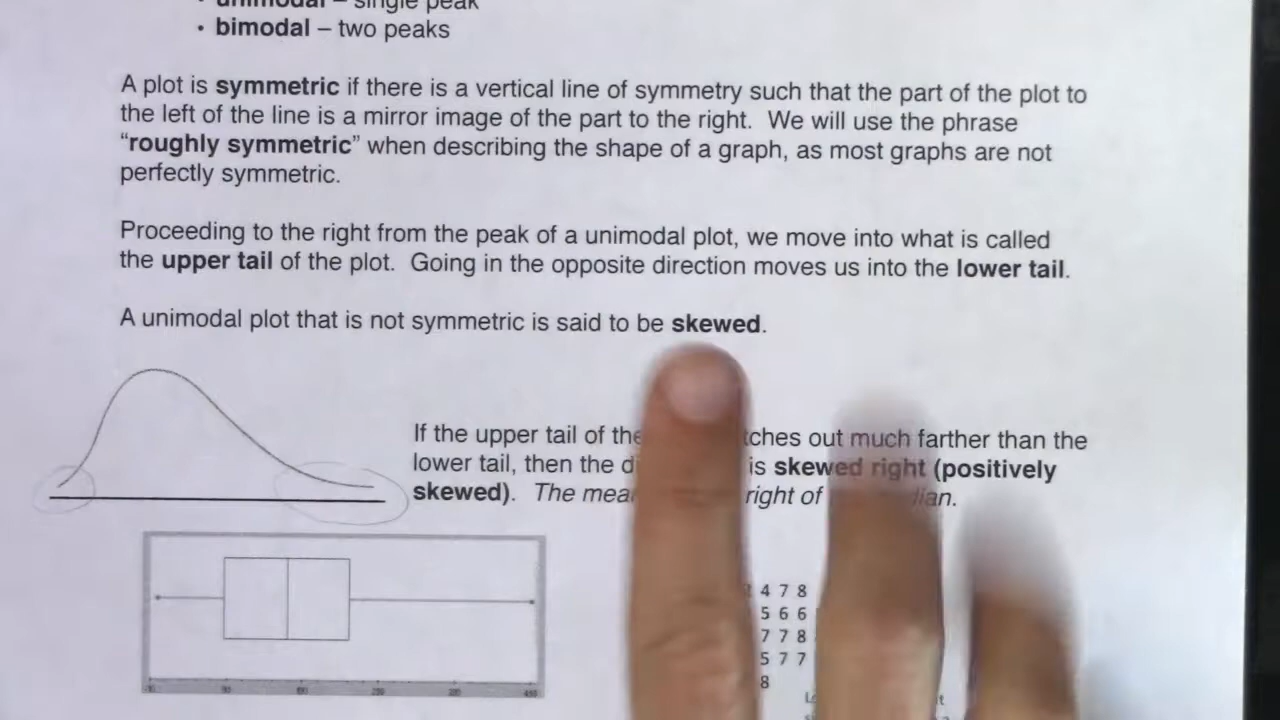 • unimodal – single peak
• bimodal – two peaks
A plot is symmetric if there is a vertical line of symmetry such that the part of the plot to
the left of the line is a mirror image of the part to the right. We will use the phrase
“roughly symmetric” when describing the shape of a graph, as most graphs are not
perfectly symmetric.
Proceeding to the right from the peak of a unimodal plot, we move into what is called
the upper tail of the plot. Going in the opposite direction moves us into the lower tail.
A unimodal plot that is not symmetric is said to be skewed.
If the upper tail of the out much farther than the
lower tail, then the is skewed right (positively
skewed). The right of
4 7 8
5 6 6
7 7 8
5 7 7
8